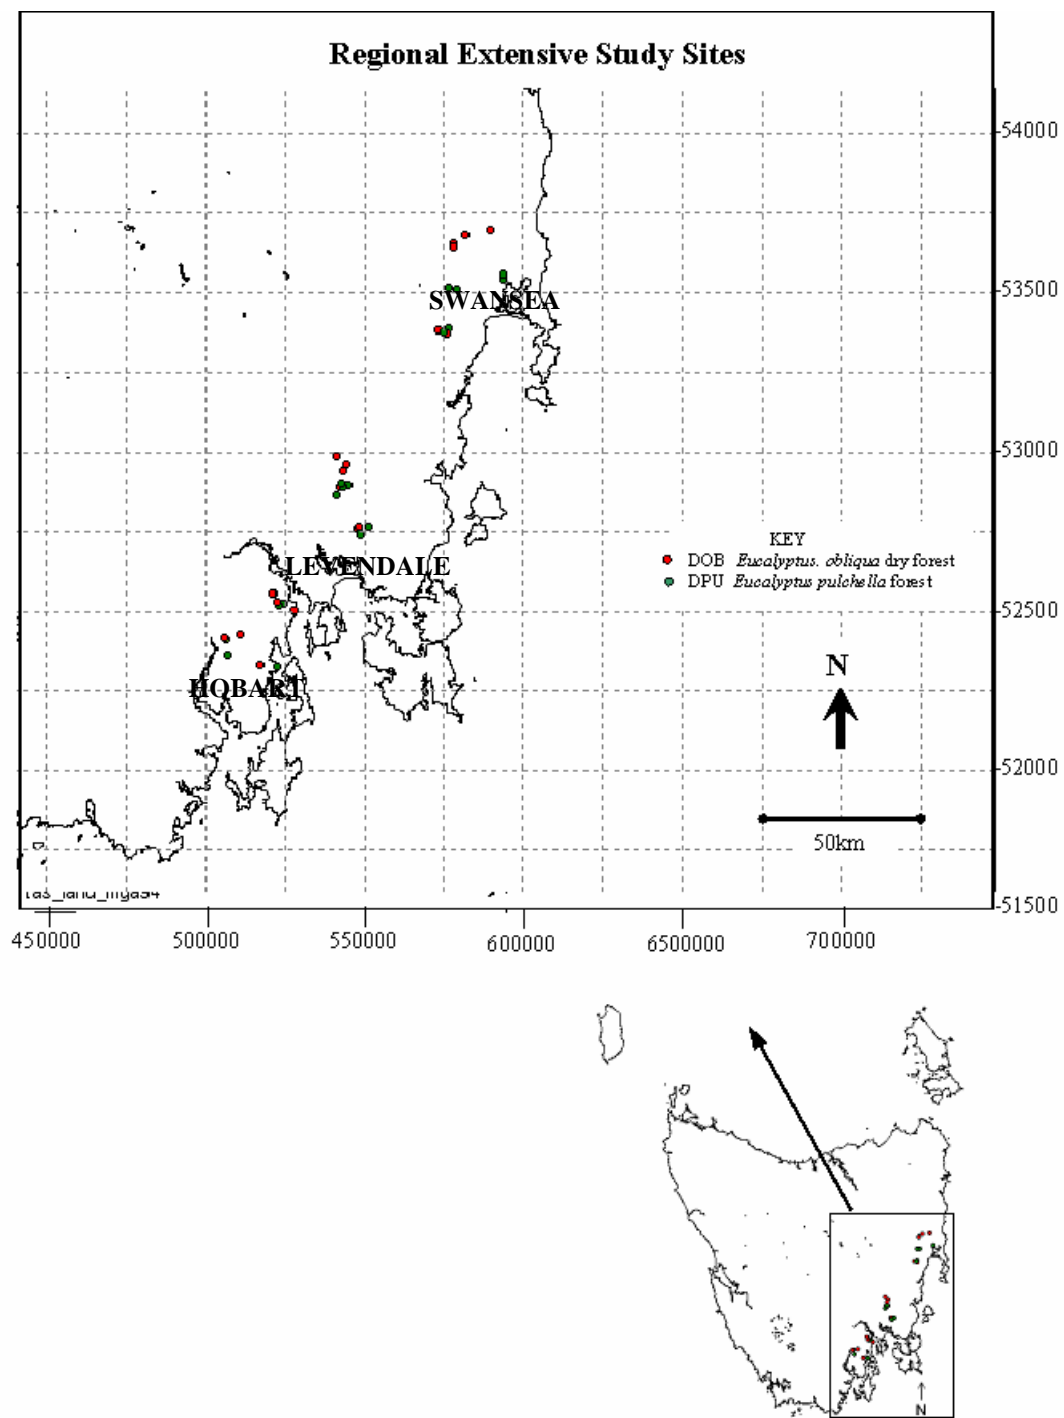 Regional Extensive Study Sites
-54000
-53500
SWANSEA
-53000
KEY
DOB Eucalyptus. obliqua dry forest
DPU Eucalyptus pulchella forest
LEVENDALE
-52500
N
HOBART
-52000
50km
-51500
450000 500000 550000 600000 6500000 700000
N